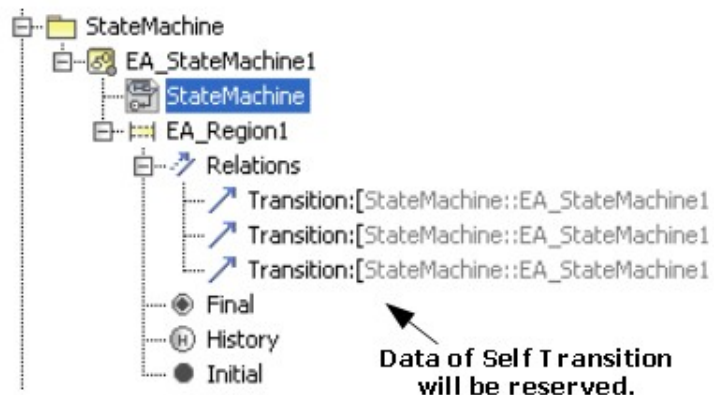 StateMachine
EA_StateMachine1
StateMachine
EA_Region1
Relations
Transition:[StateMachine::EA_StateMachine1
Transition:[StateMachine::EA_StateMachine1
Transition:[StateMachine::EA_StateMachine1
Final
H History
Initial
Data of Self Transition
will be reserved.